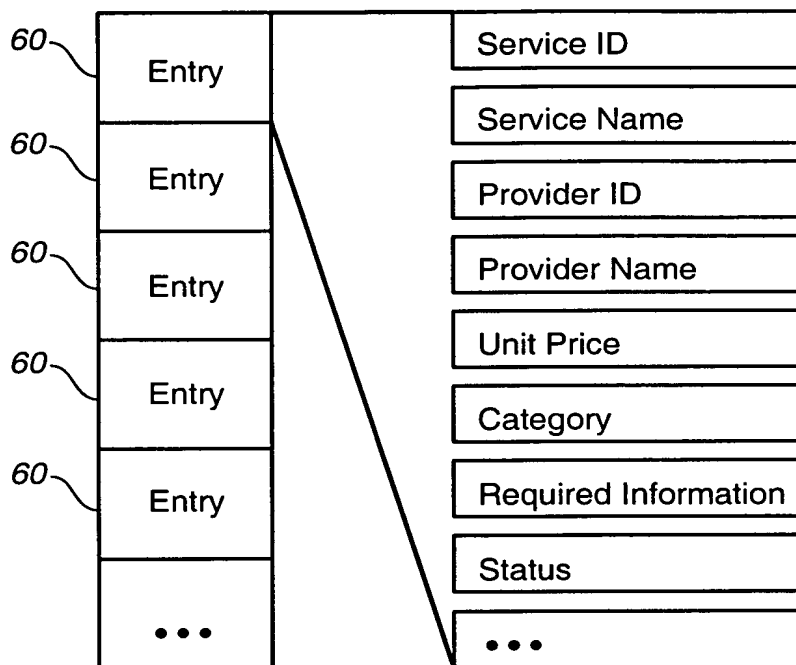 60
Entry
60
Entry
60
Entry
60
Entry
60
Entry
•••
Service ID
Service Name
Provider ID
Provider Name
Unit Price
Category
Required Information
Status
•••